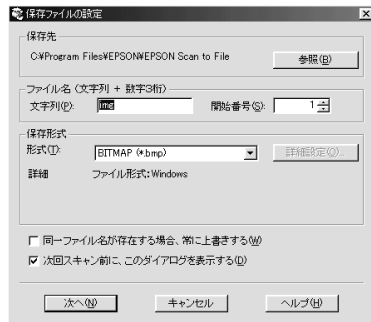 保存ファイルの設定
保存先
C:¥Program Files¥EPSON¥EPSON Scan to File
参照(B)
ファイル名 (文字列 + 数字3桁)
文字列(P): img 開始番号(S): 1
保存形式
形式(T): BITMAP (*.bmp) 詳細設定(O)...
詳細 ファイル形式: Windows
同一ファイル名が存在する場合、常に上書きする(W)
次回スキャン前に、このダイアログを表示する(D)
次へ(N) キャンセル ヘルプ(H)